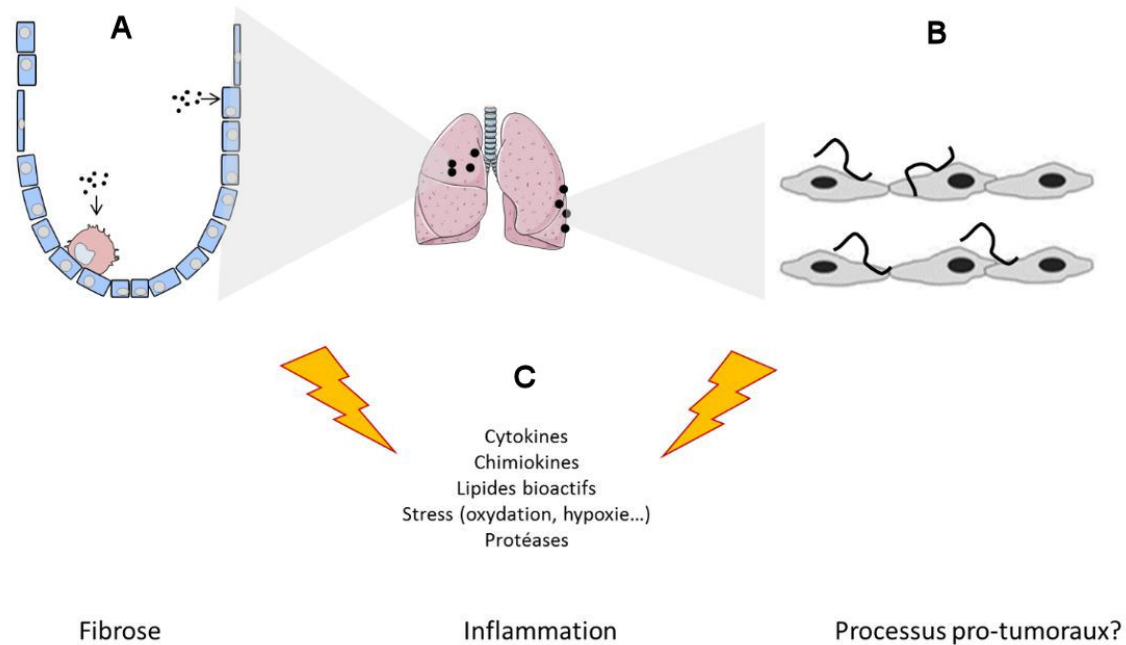 A
B
C
Cytokines
Chimiokines
Lipides bioactifs
Stress (oxydation, hypoxie...)
Protéases
Fibrose
Inflammation
Processus pro-tumoraux?